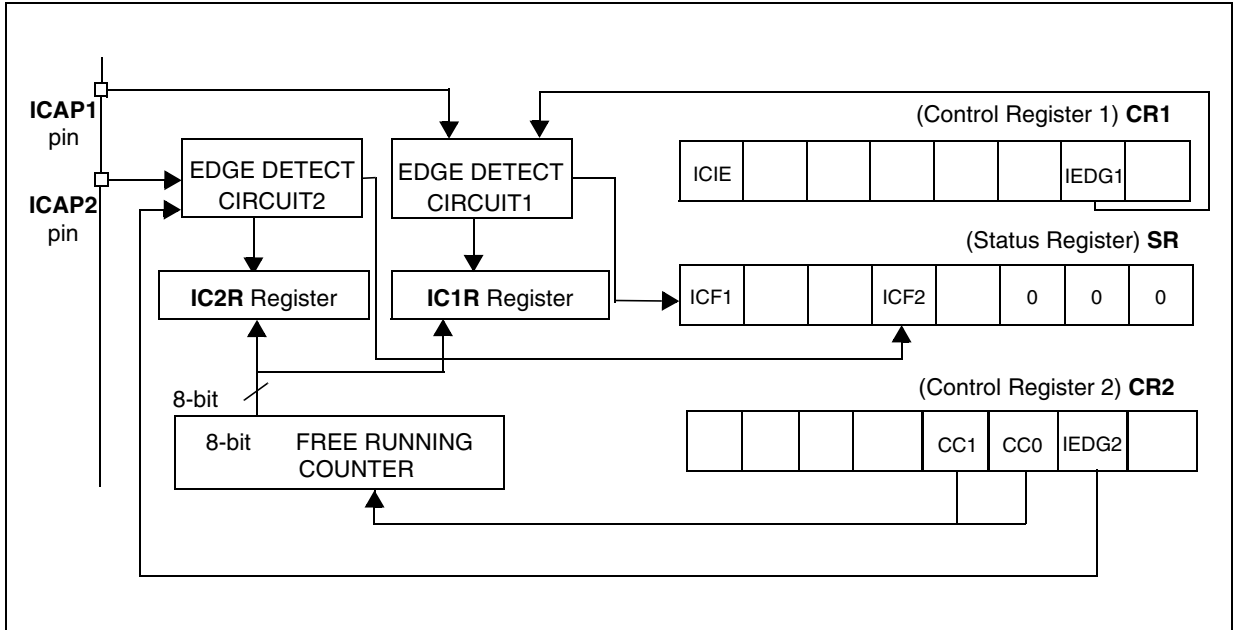 ICAP1
pin
ICAP2
pin
EDGE DETECT
CIRCUIT2
EDGE DETECT
CIRCUIT1
IC2R Register
IC1R Register
8-bit
8-bit FREE RUNNING
COUNTER
(Control Register 1) CR1
ICIE IEDG1
(Status Register) SR
ICF1 ICF2 0 0 0
(Control Register 2) CR2
CC1 CC0 IEDG2